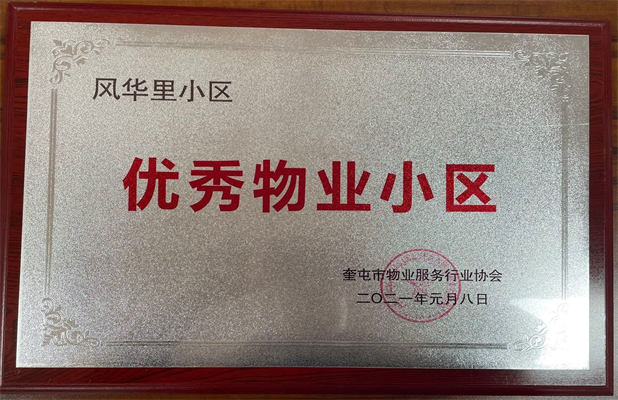 风华里小区
优秀物业小区
奎屯市物业服务行业协会
二〇二一年元月八日